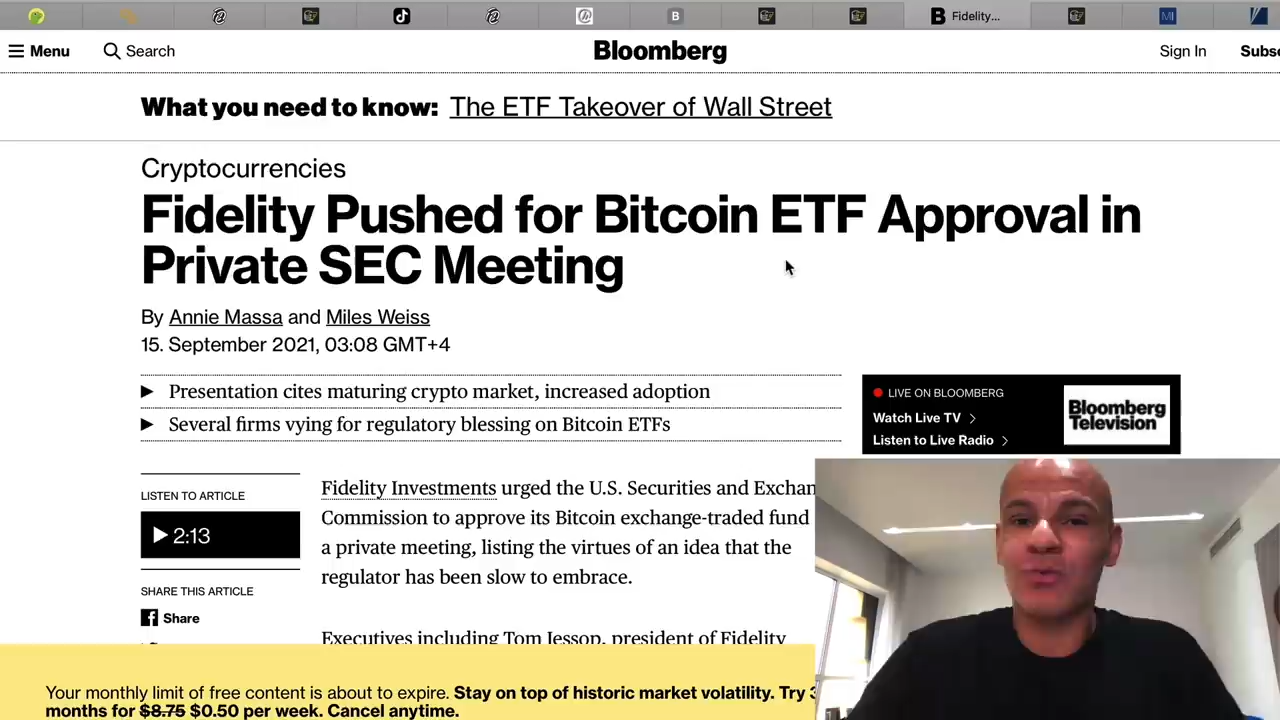 Fidelity...
Menu
Search
Bloomberg
Sign In
Subsc
What you need to know: The ETF Takeover of Wall Street
Cryptocurrencies
Fidelity Pushed for Bitcoin ETF Approval in
Private SEC Meeting
By Annie Massa and Miles Weiss
15. September 2021, 03:08 GMT+4
Presentation cites maturing crypto market, increased adoption
Several firms vying for regulatory blessing on Bitcoin ETFs
LIVE ON BLOOMBERG
Watch Live TV
Listen to Live Radio
Bloomberg
Television
LISTEN TO ARTICLE
2:13
SHARE THIS ARTICLE
Share
Fidelity Investments urged the U.S. Securities and Exchan
Commission to approve its Bitcoin exchange-traded fund
a private meeting, listing the virtues of an idea that the
regulator has been slow to embrace.
Executives including Tom Jessop, president of Fidelity
Your monthly limit of free content is about to expire. Stay on top of historic market volatility. Try 3
months for $8.75 $0.50 per week. Cancel anytime.